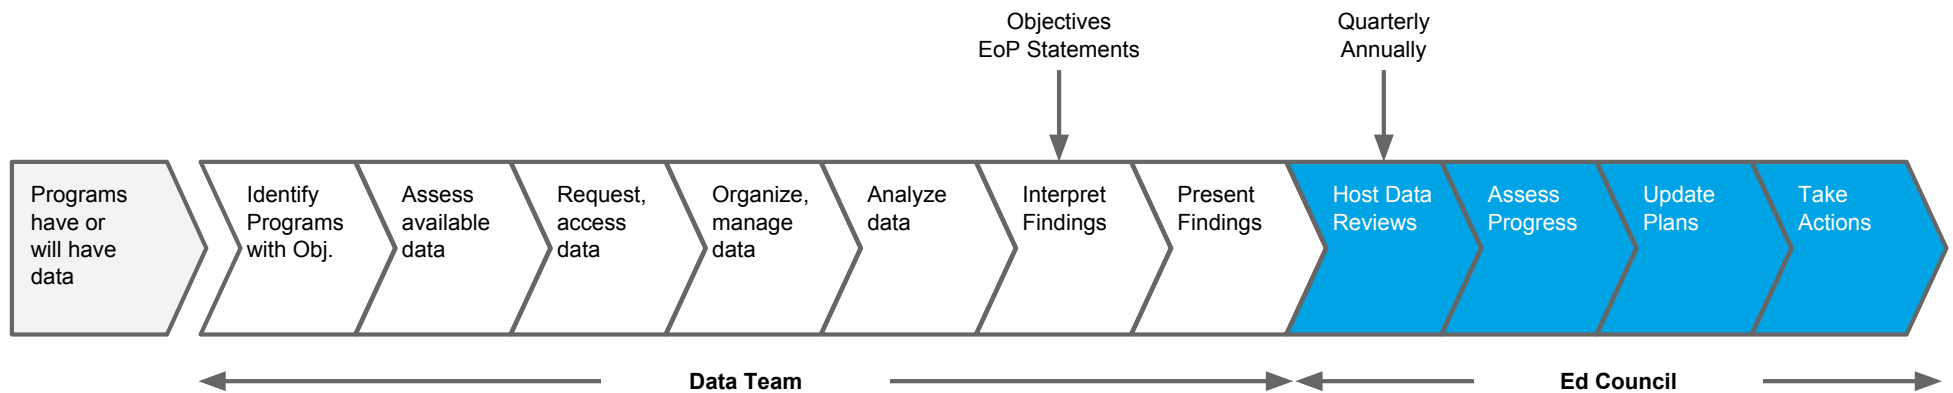 Objectives
EoP Statements
Quarterly
Annually
Programs
have or
will have
data
Identify
Programs
with Obj.
Assess
available
data
Request,
access
data
Organize,
manage
data
Analyze
data
Interpret
Findings
Present
Findings
Host Data
Reviews
Assess
Progress
Update
Plans
Take
Actions
Data Team
Ed Council